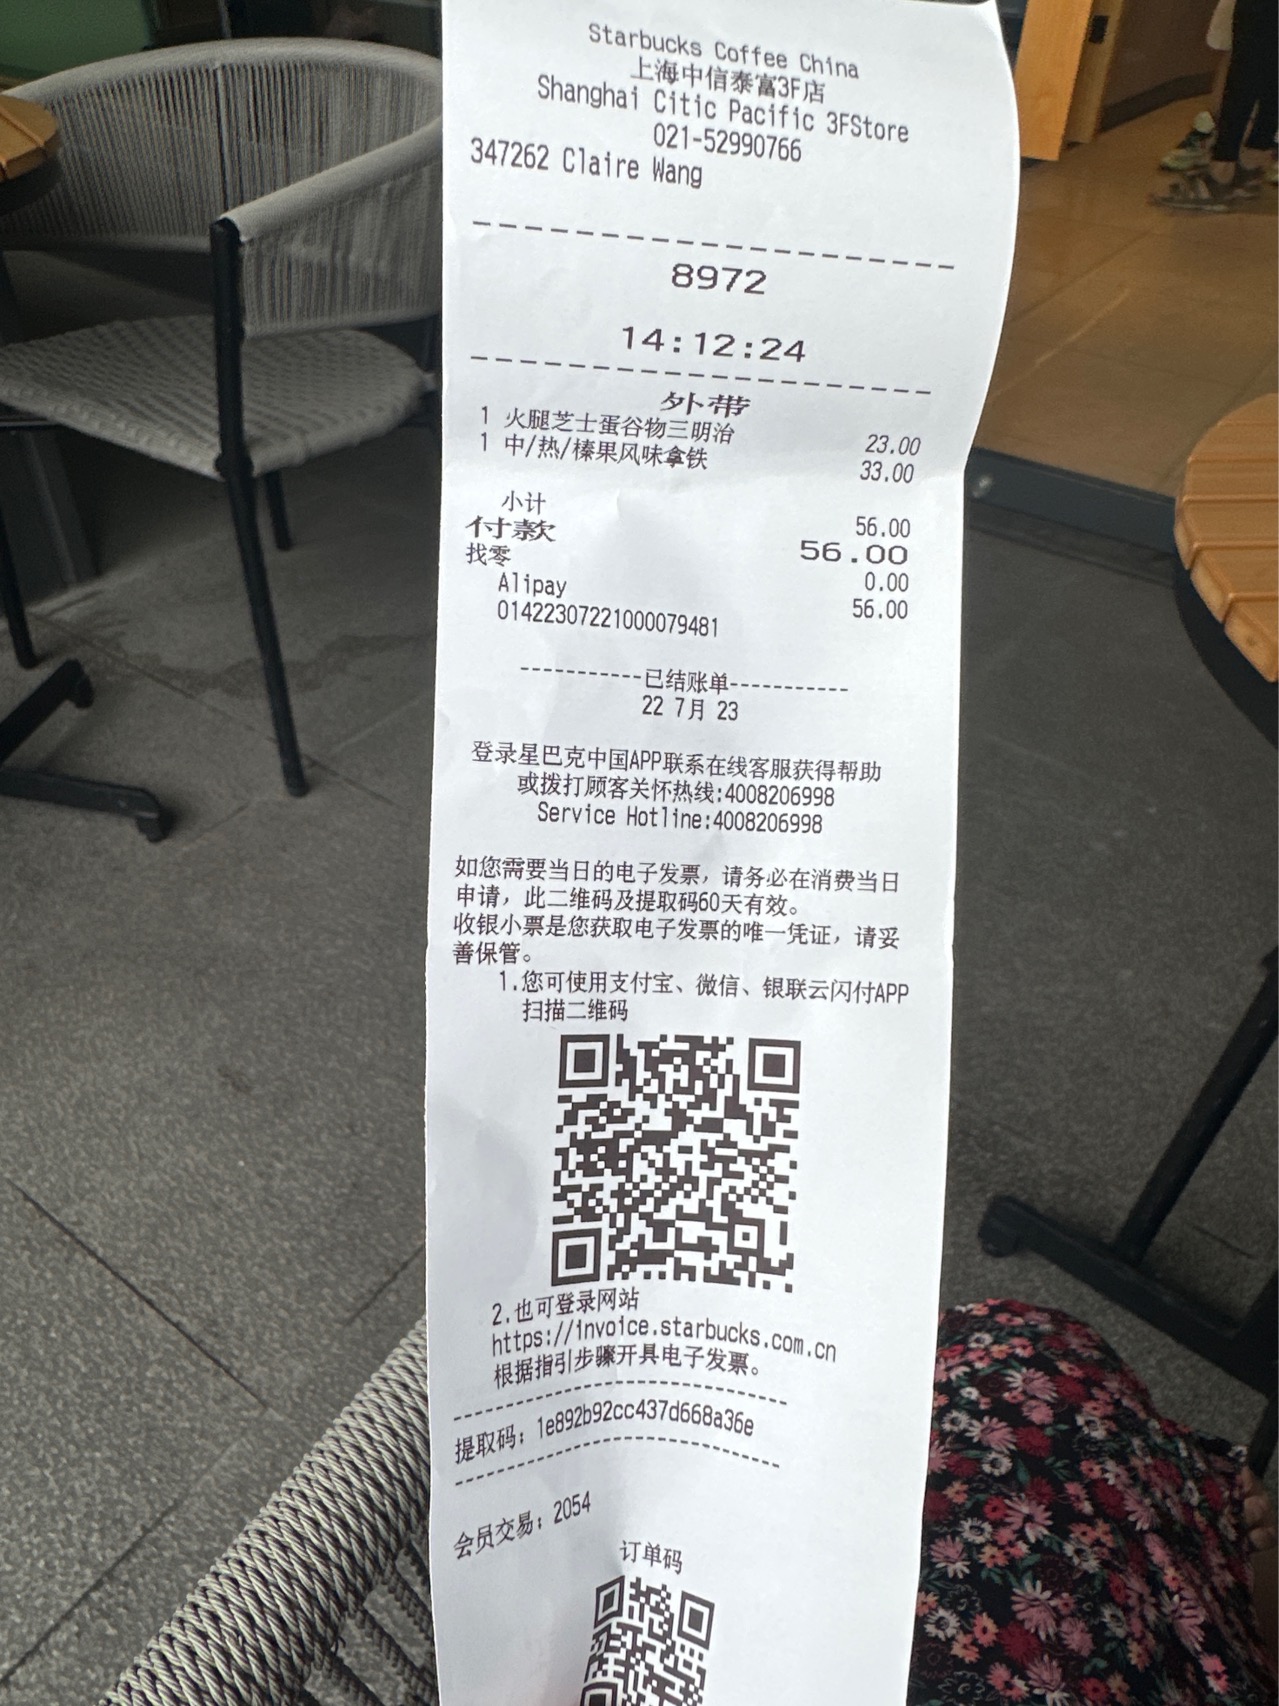 Starbucks Coffee China
上海中信泰富3F店
Shanghai Citic Pacific 3FStore
021-52990766
347262 Claire Wang
8972
14:12:24
外带
1 火腿芝士蛋谷物三明治 23.00
1 中/热/榛果风味拿铁 33.00
小计 56.00
付款 56.00
找零 0.00
Alipay 56.00
01422307221000079481
-----------已结账单-----------
22 7月 23
登录星巴克中国APP联系在线客服获得帮助
或拨打顾客关怀热线:4008206998
Service Hotline:4008206998
如您需要当日的电子发票，请务必在消费当日
申请，此二维码及提取码60天有效。
收银小票是您获取电子发票的唯一凭证，请妥
善保管。
1.您可使用支付宝、微信、银联云闪付APP
扫描二维码
2.也可登录网站
https://invoice.starbucks.com.cn
根据指引步骤开具电子发票。
提取码：1e892b92cc437d668a36e
会员交易：2054
订单码